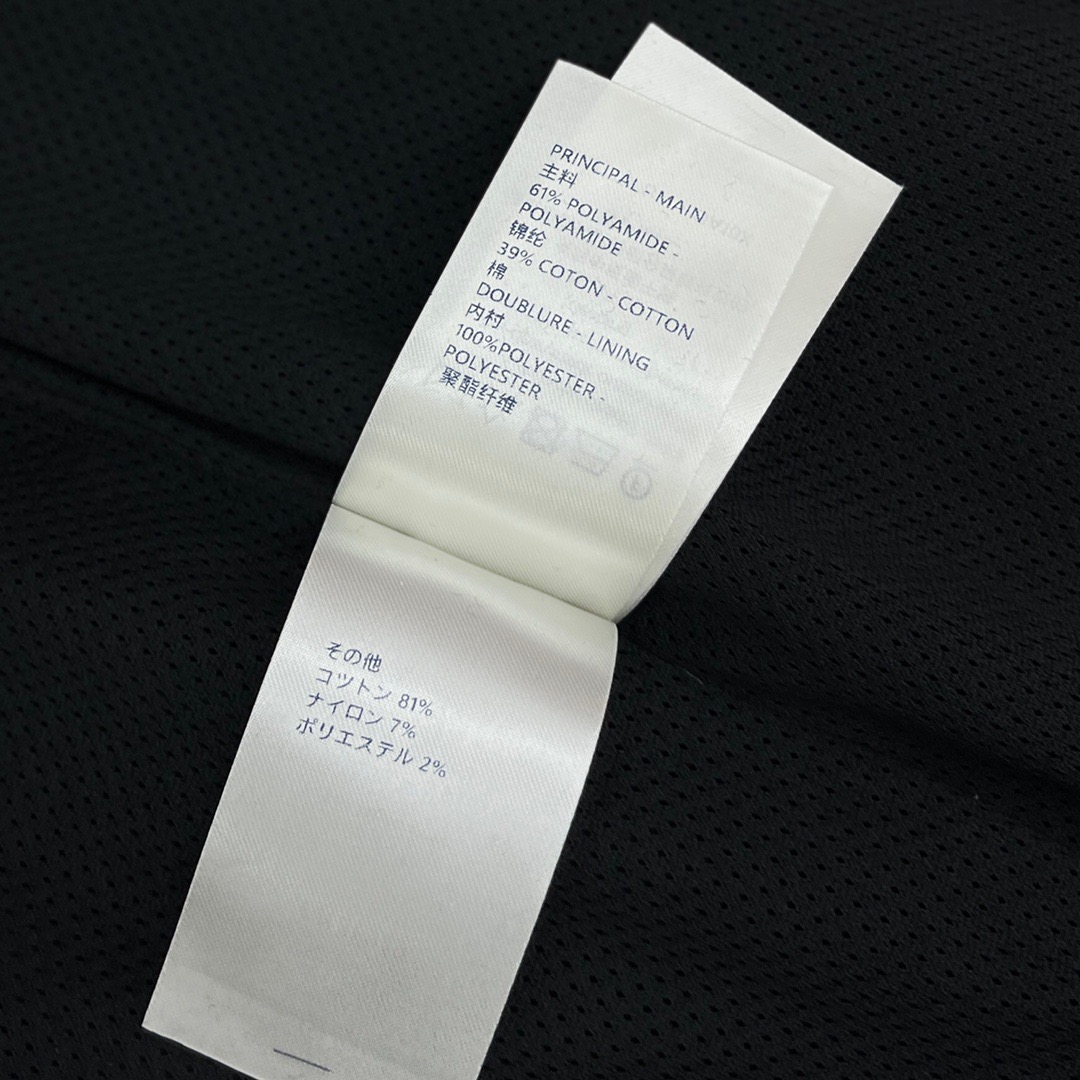 PRINCIPAL - MAIN
主料
61% POLYAMIDE -
POLYAMIDE
锦纶
39% COTON - COTTON
棉
DOUBLURE - LINING
内村
100%POLYESTER -
POLYESTER
聚酯纤维
その他
コツトン 81%
ナイロン 7%
ポリエステル 2%